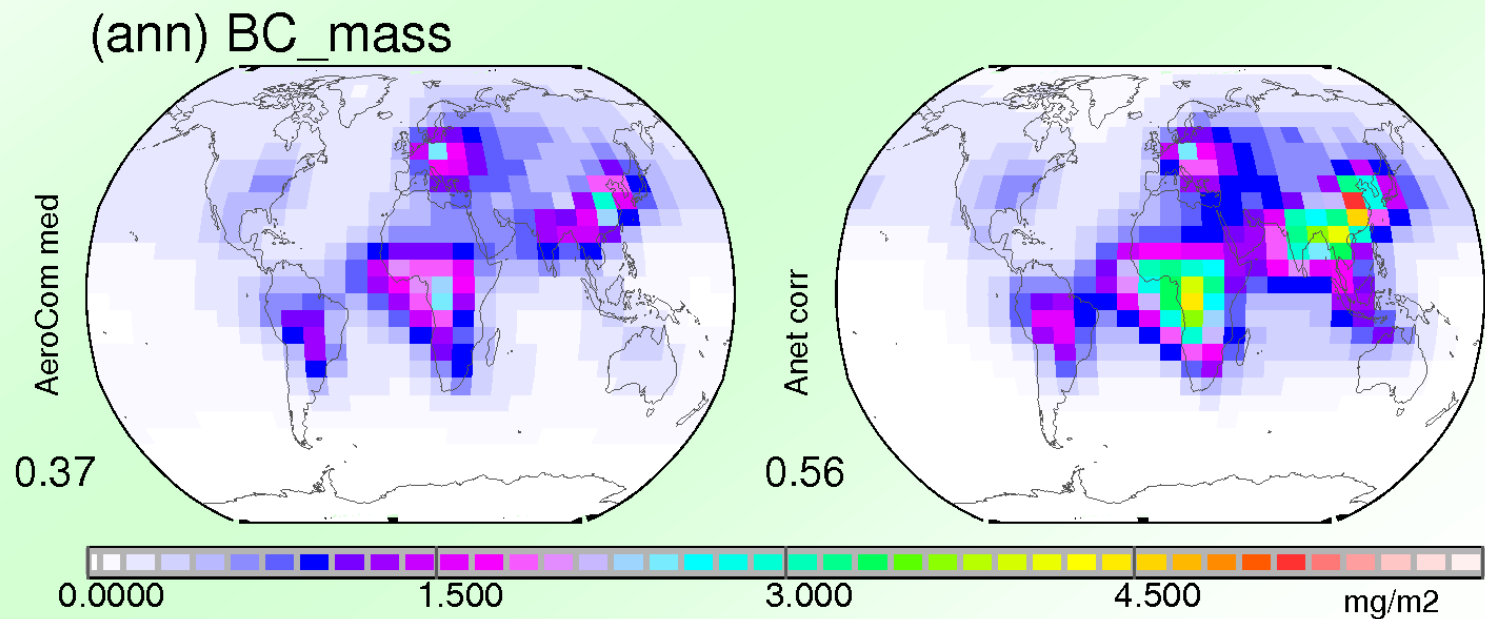 (ann) BC_mass
AeroCom med
0.37
Anet corr
0.56
0.0000 1.500 3.000 4.500 mg/m2